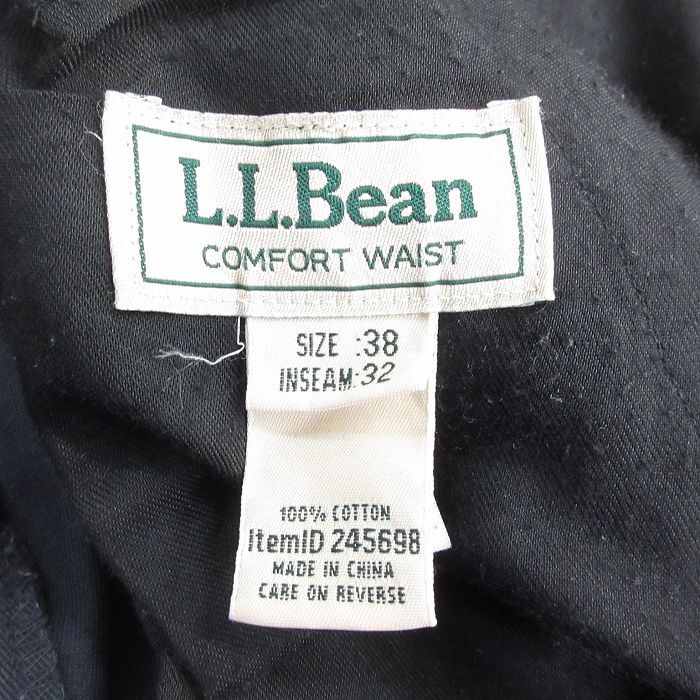 L.L.Bean
COMFORT WAIST
SIZE :38
INSEAM:32
100% COTTON
ItemID 245698
MADE IN CHINA
CARE ON REVERSE